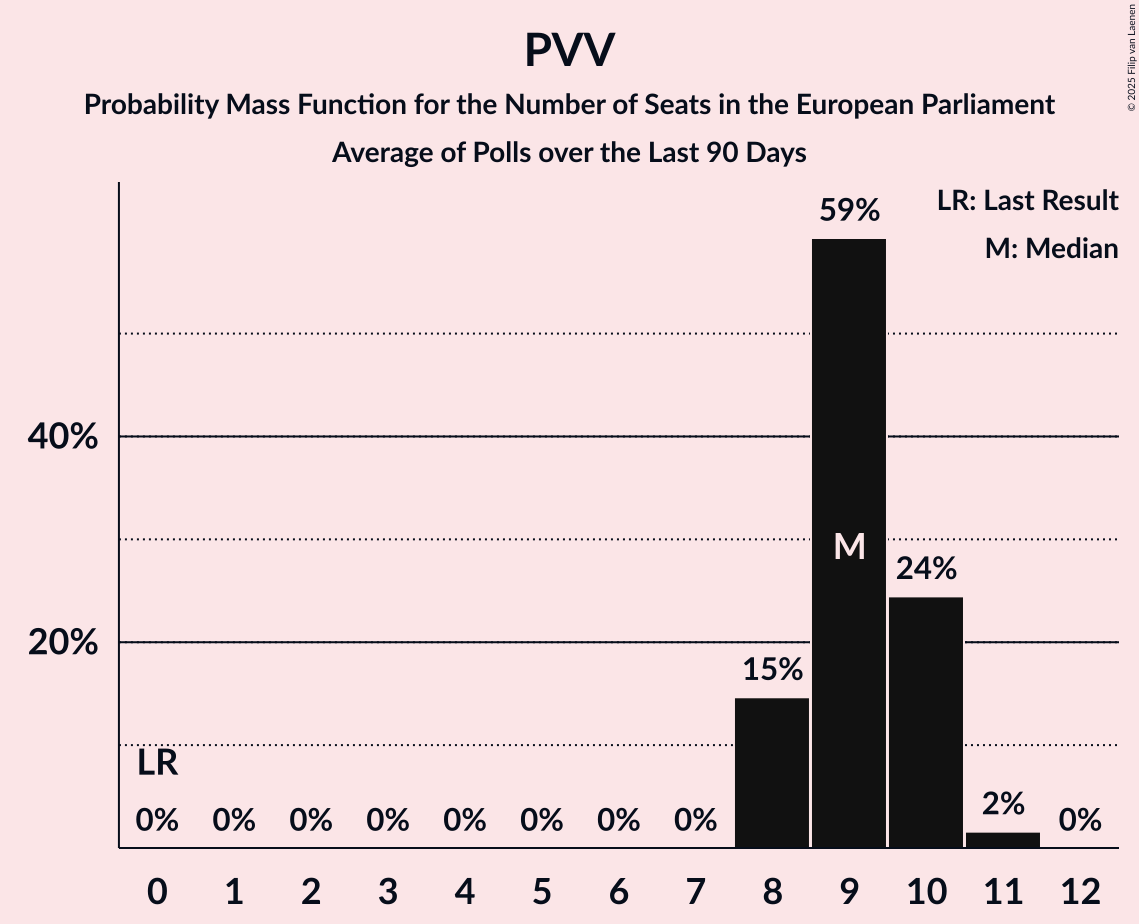 PVV
Probability Mass Function for the Number of Seats in the European Parliament
Average of Polls over the Last 90 Days
© 2025 Filip van Laenen
LR: Last Result
M: Median
59%
40%
M
24%
20%
15%
LR
2%
0% 0% 0% 0% 0% 0% 0% 0% 0%
0 1 2 3 4 5 6 7 8 9 10 11 12